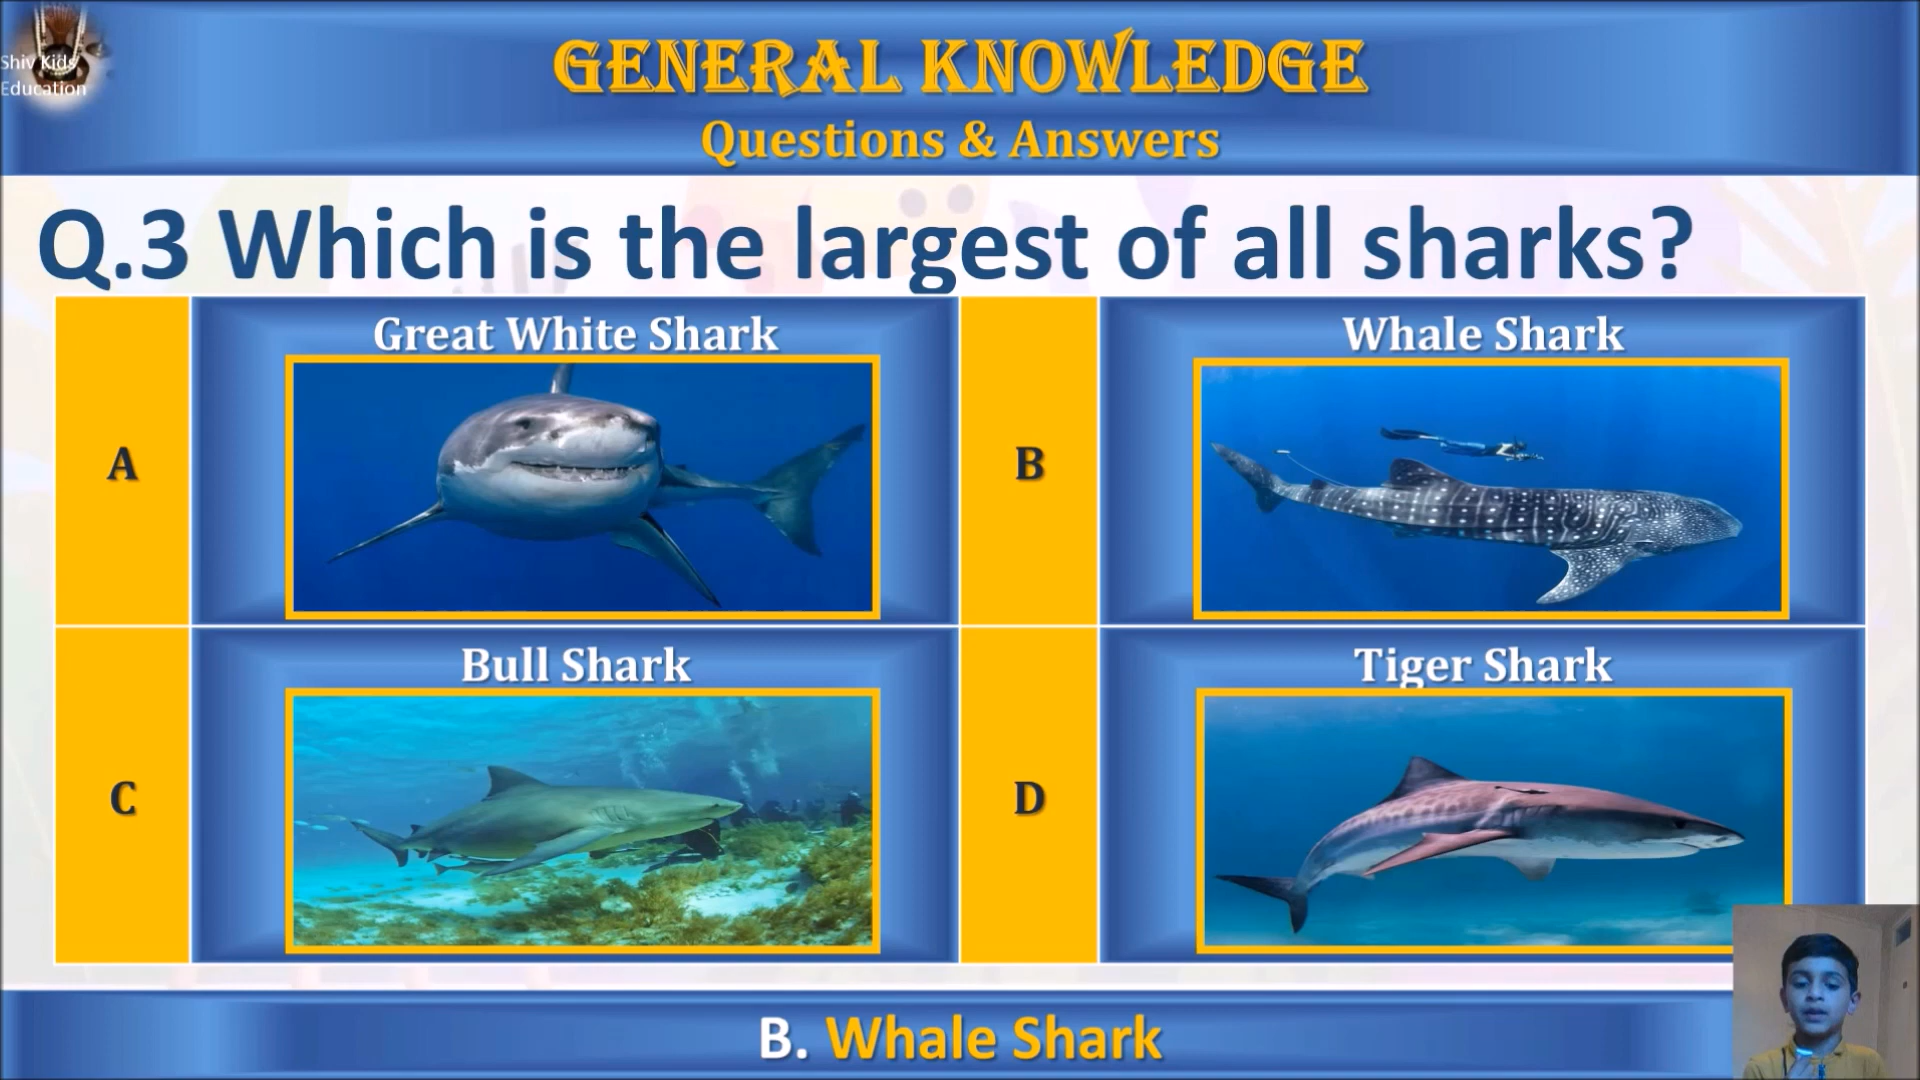 Shiv Kids
Education
GENERAL KNOWLEDGE
Questions & Answers
Q.3 Which is the largest of all sharks?
A
Great White Shark
B
Whale Shark
C
Bull Shark
D
Tiger Shark
B. Whale Shark